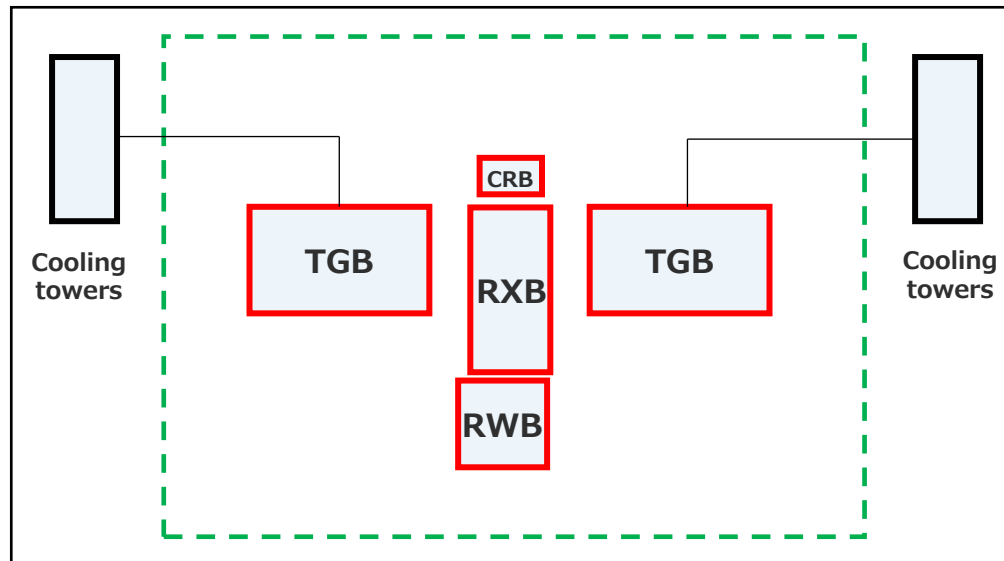 CRB
TGB
RXB
TGB
Cooling
towers
Cooling
towers
RWB